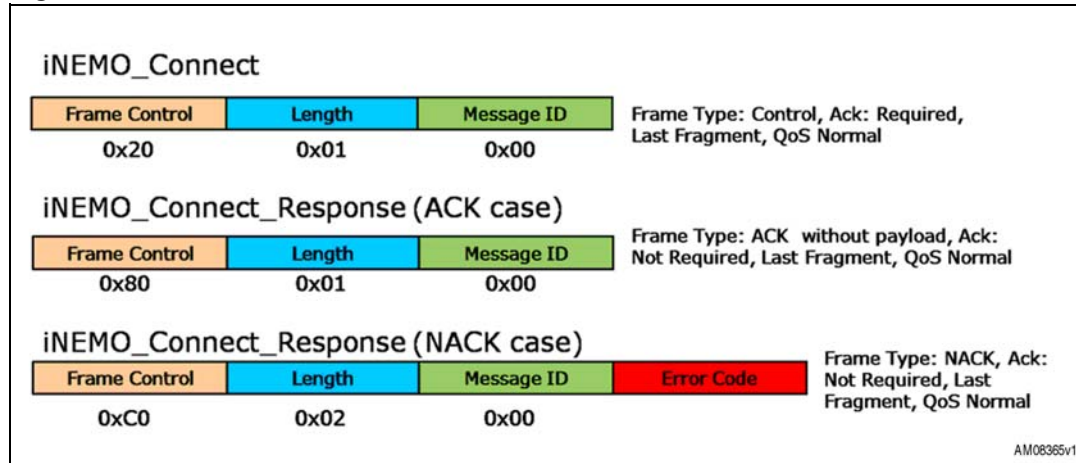 iNEMO_Connect
Frame Control Length Message ID
0x20 0x01 0x00
Frame Type: Control, Ack: Required,
Last Fragment, QoS Normal
iNEMO_Connect_Response (ACK case)
Frame Control Length Message ID
0x80 0x01 0x00
Frame Type: ACK without payload, Ack:
Not Required, Last Fragment, QoS Normal
iNEMO_Connect_Response (NACK case)
Frame Control Length Message ID Error Code
0xC0 0x02 0x00
Frame Type: NACK, Ack:
Not Required, Last
Fragment, QoS Normal
AM08365v1